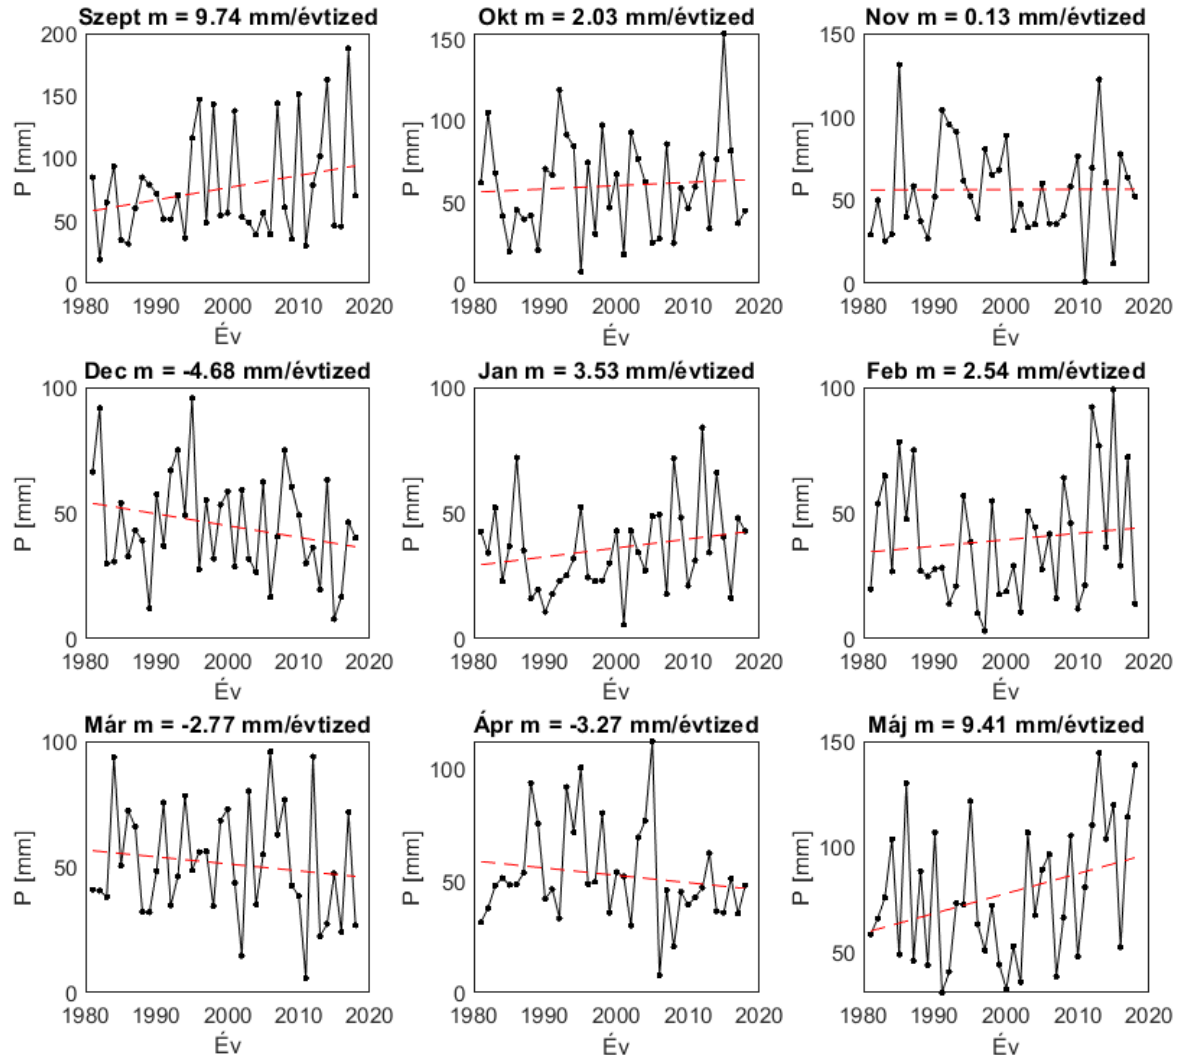 Szept m = 9.74 mm/évtized
200
150
100
50
0
P [mm]
1980 1990 2000 2010 2020
Év
Okt m = 2.03 mm/évtized
150
100
50
0
P [mm]
1980 1990 2000 2010 2020
Év
Nov m = 0.13 mm/évtized
150
100
50
0
P [mm]
1980 1990 2000 2010 2020
Év
Dec m = -4.68 mm/évtized
100
50
0
P [mm]
1980 1990 2000 2010 2020
Év
Jan m = 3.53 mm/évtized
100
50
0
P [mm]
1980 1990 2000 2010 2020
Év
Feb m = 2.54 mm/évtized
100
50
0
P [mm]
1980 1990 2000 2010 2020
Év
Már m = -2.77 mm/évtized
100
50
0
P [mm]
1980 1990 2000 2010 2020
Év
Ápr m = -3.27 mm/évtized
100
50
0
P [mm]
1980 1990 2000 2010 2020
Év
Máj m = 9.41 mm/évtized
150
100
50
P [mm]
1980 1990 2000 2010 2020
Év